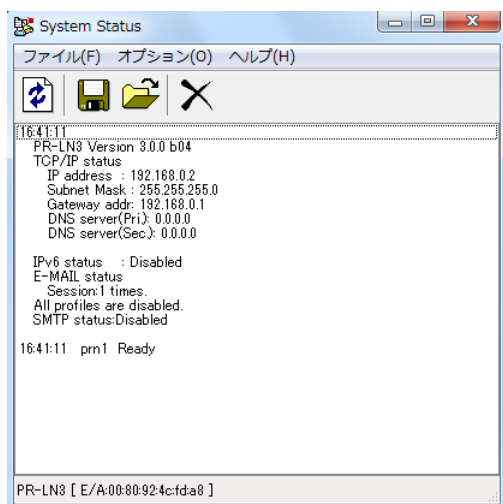 System Status
ファイル(F) オプション(O) ヘルプ(H)
16:41:11
PR-LN3 Version 3.0.0 b04
TCP/IP status
IP address : 192.168.0.2
Subnet Mask : 255.255.255.0
Gateway addr: 192.168.0.1
DNS server(Pri.): 0.0.0.0
DNS server(Sec.): 0.0.0.0
IPv6 status : Disabled
E-MAIL status
Session:1 times.
All profiles are disabled.
SMTP status:Disabled
16:41:11 prn1 Ready
PR-LN3 [ E/A:00:80:92:4c:fd:a8 ]